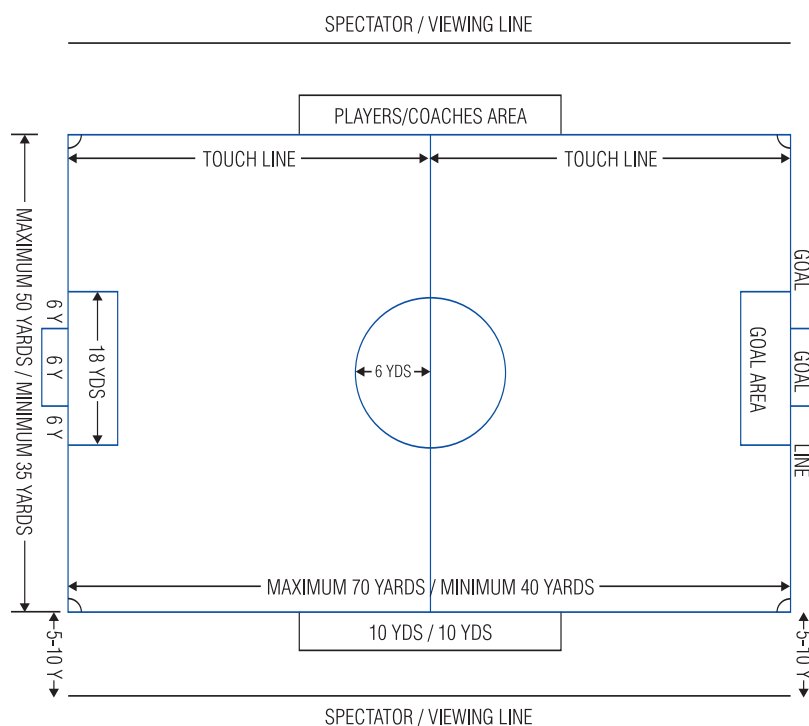 SPECTATOR / VIEWING LINE
PLAYERS/COACHES AREA
TOUCH LINE
TOUCH LINE
MAXIMUM 50 YARDS / MINIMUM 35 YARDS
6 Y
6 Y
6 Y
18 YDS
6 YDS
GOAL AREA
GOAL
GOAL
LINE
MAXIMUM 70 YARDS / MINIMUM 40 YARDS
10 YDS / 10 YDS
5-10 Y
5-10 Y
SPECTATOR / VIEWING LINE